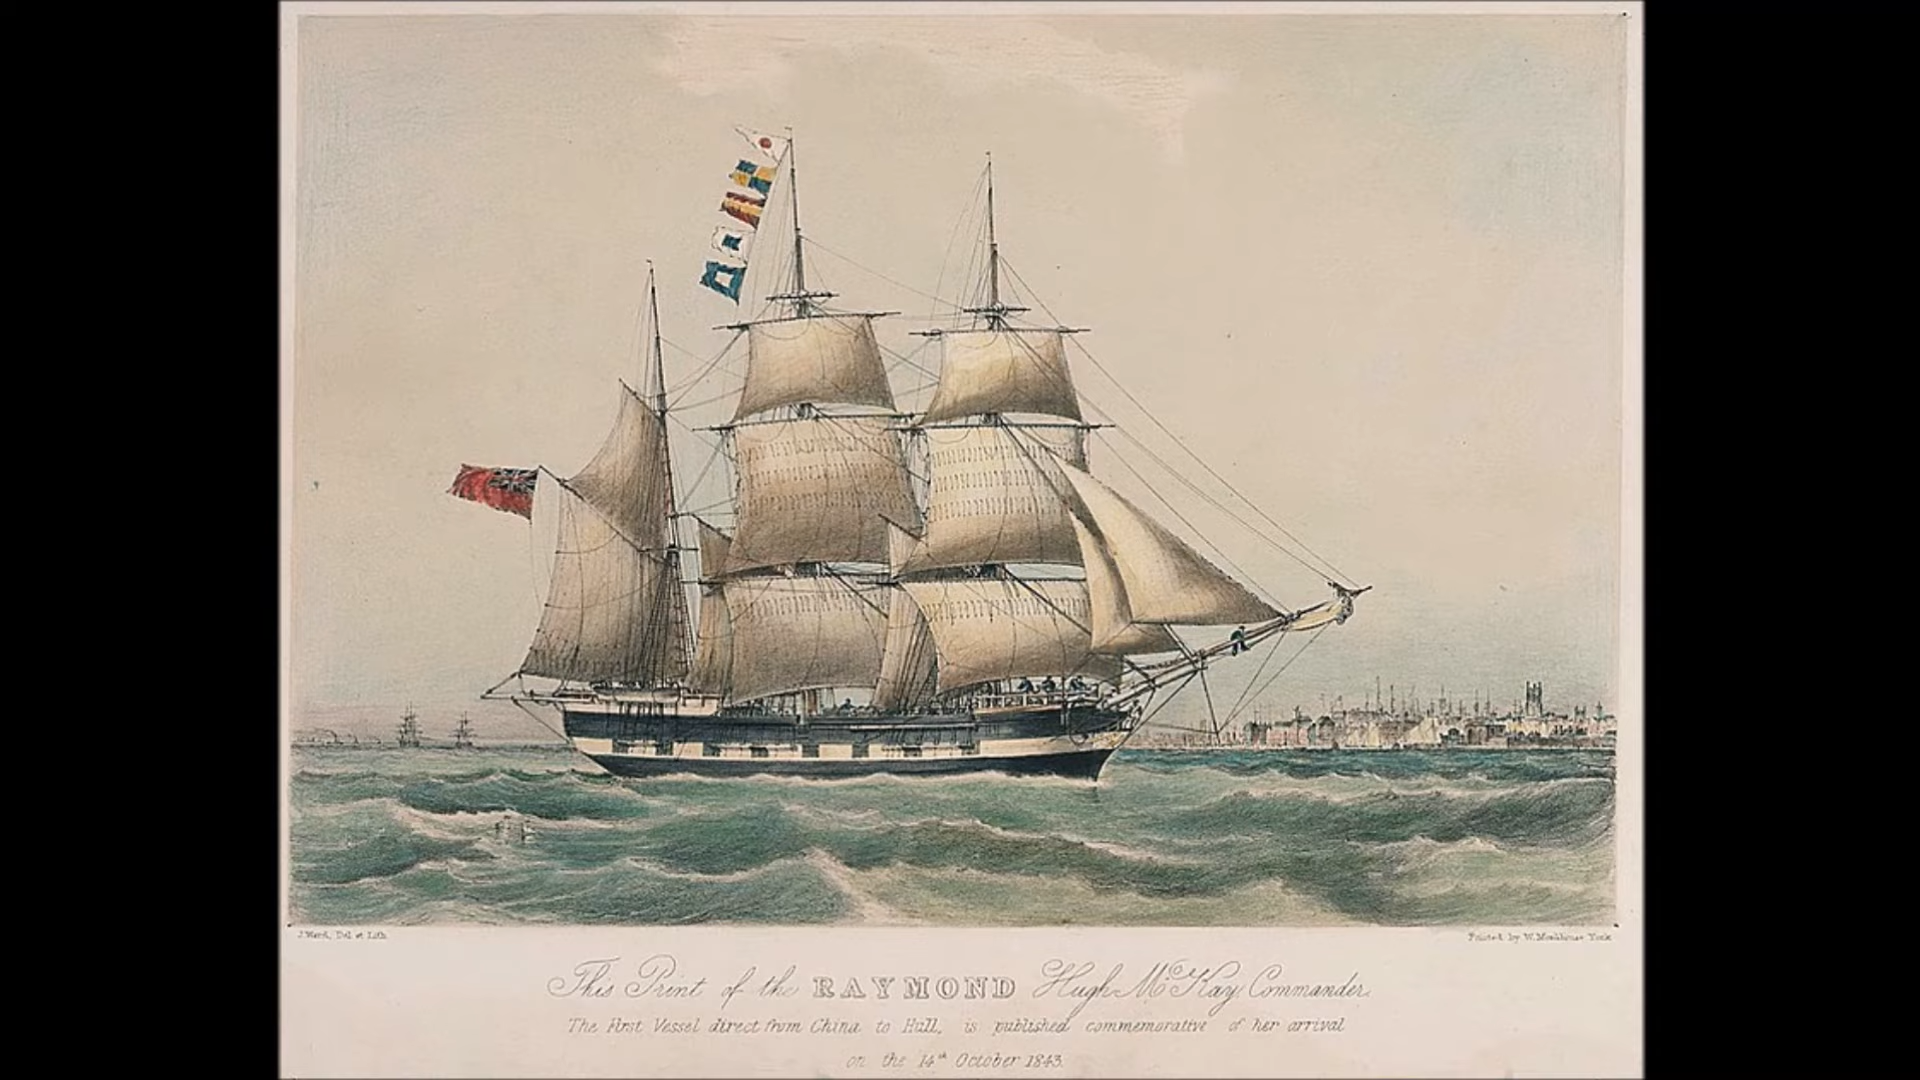 J. Ward, Del. et Lith.
Printed by W. Monkhouse York
This Print of the RAYMOND Hugh McKay, Commander,
The First Vessel direct from China to Hull, is published commemorative of her arrival
on the 14th October 1843.